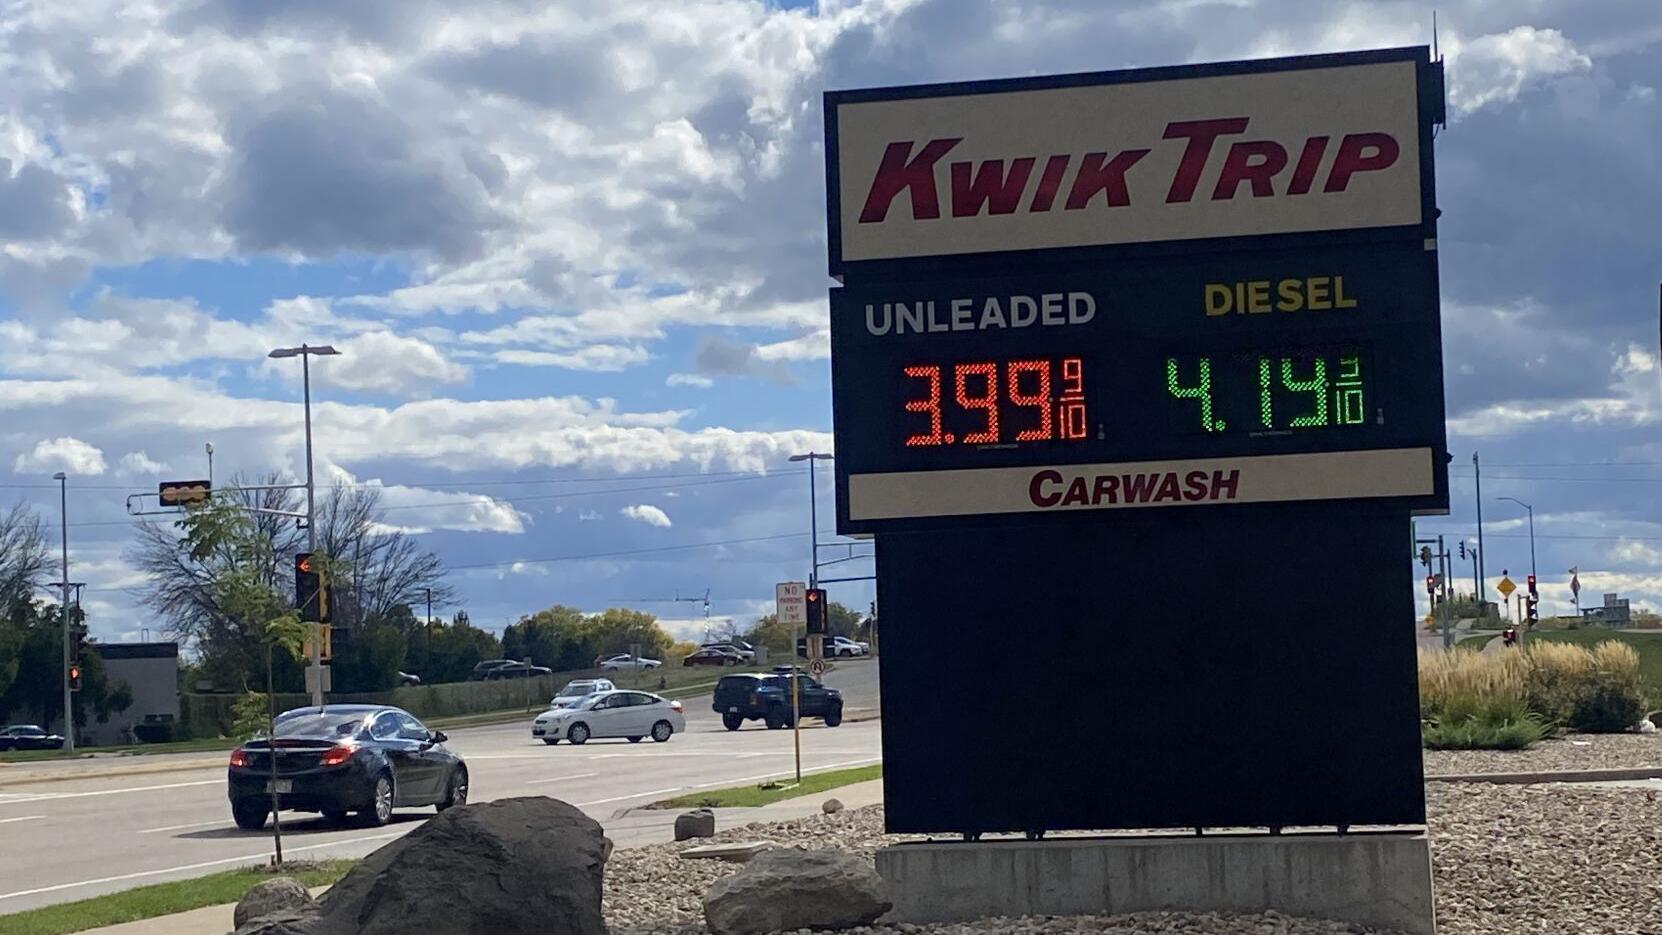 KWIK TRIP
UNLEADED
DIESEL
3.99 9/10
4.19 9/10
CARWASH
NO
PARKING
ANY
TIME